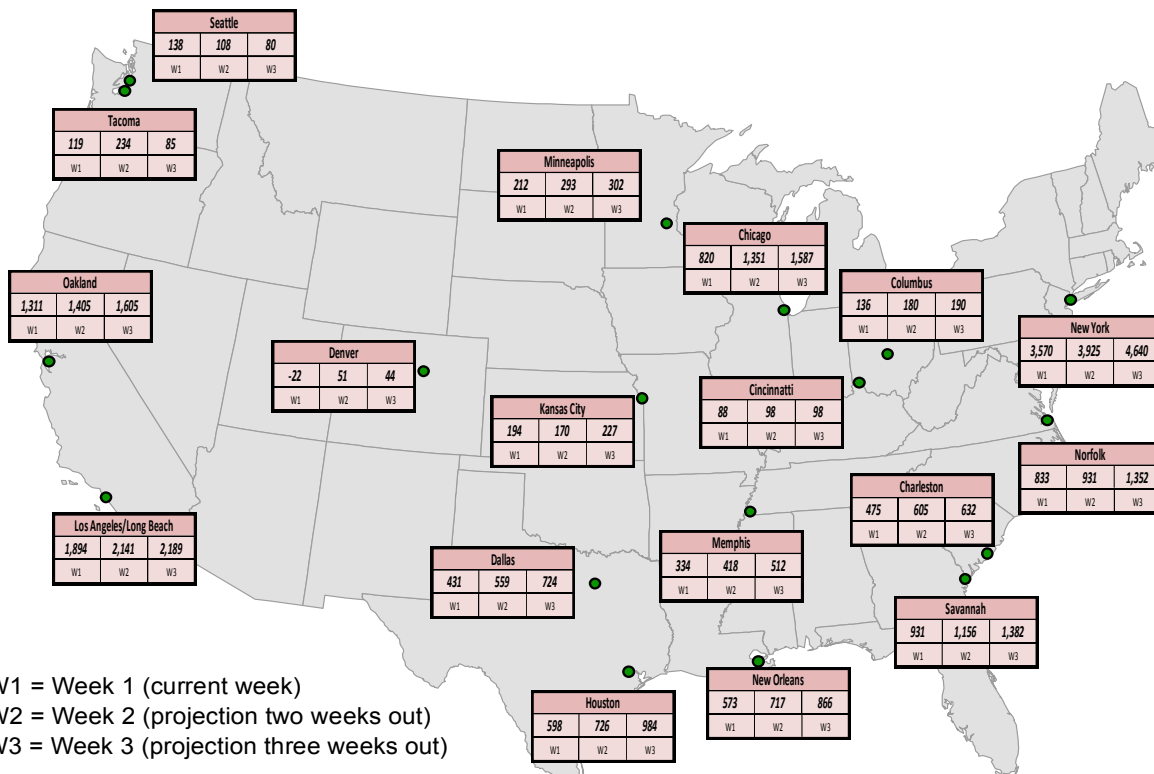 Seattle
138 108 80
W1 W2 W3
Tacoma
119 234 85
W1 W2 W3
Minneapolis
212 293 302
W1 W2 W3
Chicago
820 1,351 1,587
W1 W2 W3
Oakland
1,311 1,405 1,605
W1 W2 W3
Columbus
136 180 190
W1 W2 W3
New York
3,570 3,925 4,640
W1 W2 W3
Denver
-22 51 44
W1 W2 W3
Cincinnatti
88 98 98
W1 W2 W3
Kansas City
194 170 227
W1 W2 W3
Norfolk
833 931 1,352
W1 W2 W3
Charleston
475 605 632
W1 W2 W3
Los Angeles/Long Beach
1,894 2,141 2,189
W1 W2 W3
Memphis
334 418 512
W1 W2 W3
Dallas
431 559 724
W1 W2 W3
Savannah
931 1,156 1,382
W1 W2 W3
New Orleans
573 717 866
W1 W2 W3
Houston
598 726 984
W1 W2 W3
W1 = Week 1 (current week)
W2 = Week 2 (projection two weeks out)
W3 = Week 3 (projection three weeks out)